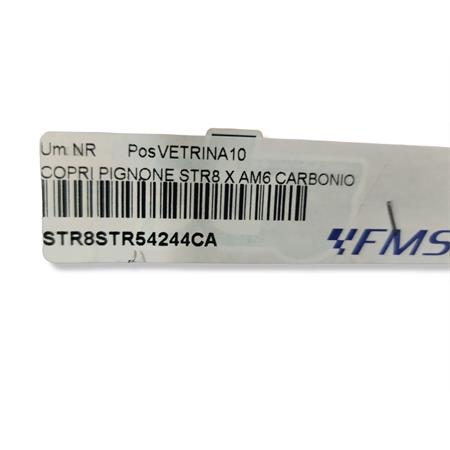 Um NR PosVETRINA10
COPRI PIGNONE STR8 X AM6 CARBONIO
STR8STR54244CA
FMS